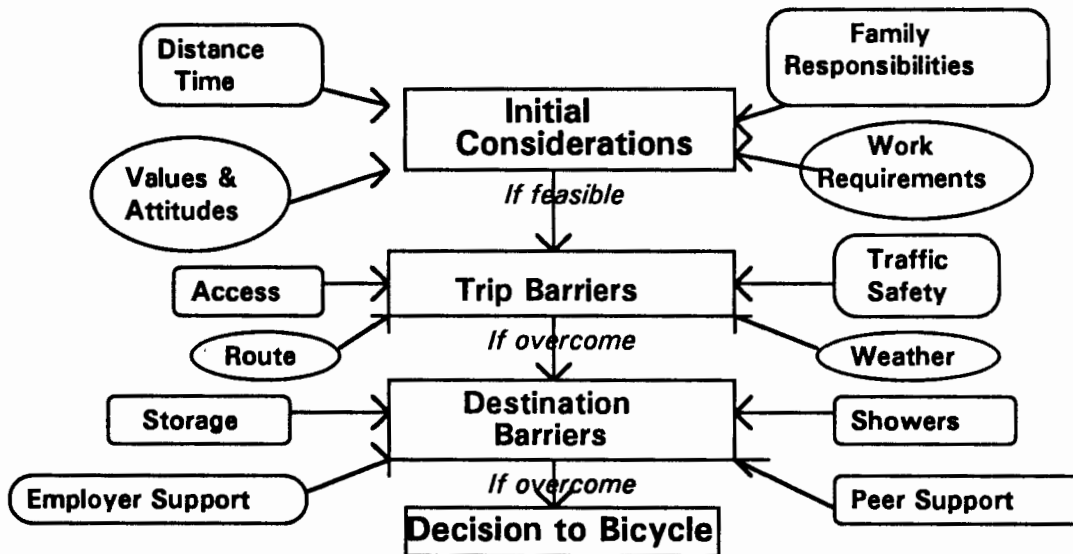 Distance
Time
Family
Responsibilities
Initial
Considerations
Values &
Attitudes
Work
Requirements
If feasible
Access
Trip Barriers
Traffic
Safety
Route
If overcome
Weather
Storage
Destination
Barriers
Showers
Employer Support
If overcome
Peer Support
Decision to Bicycle